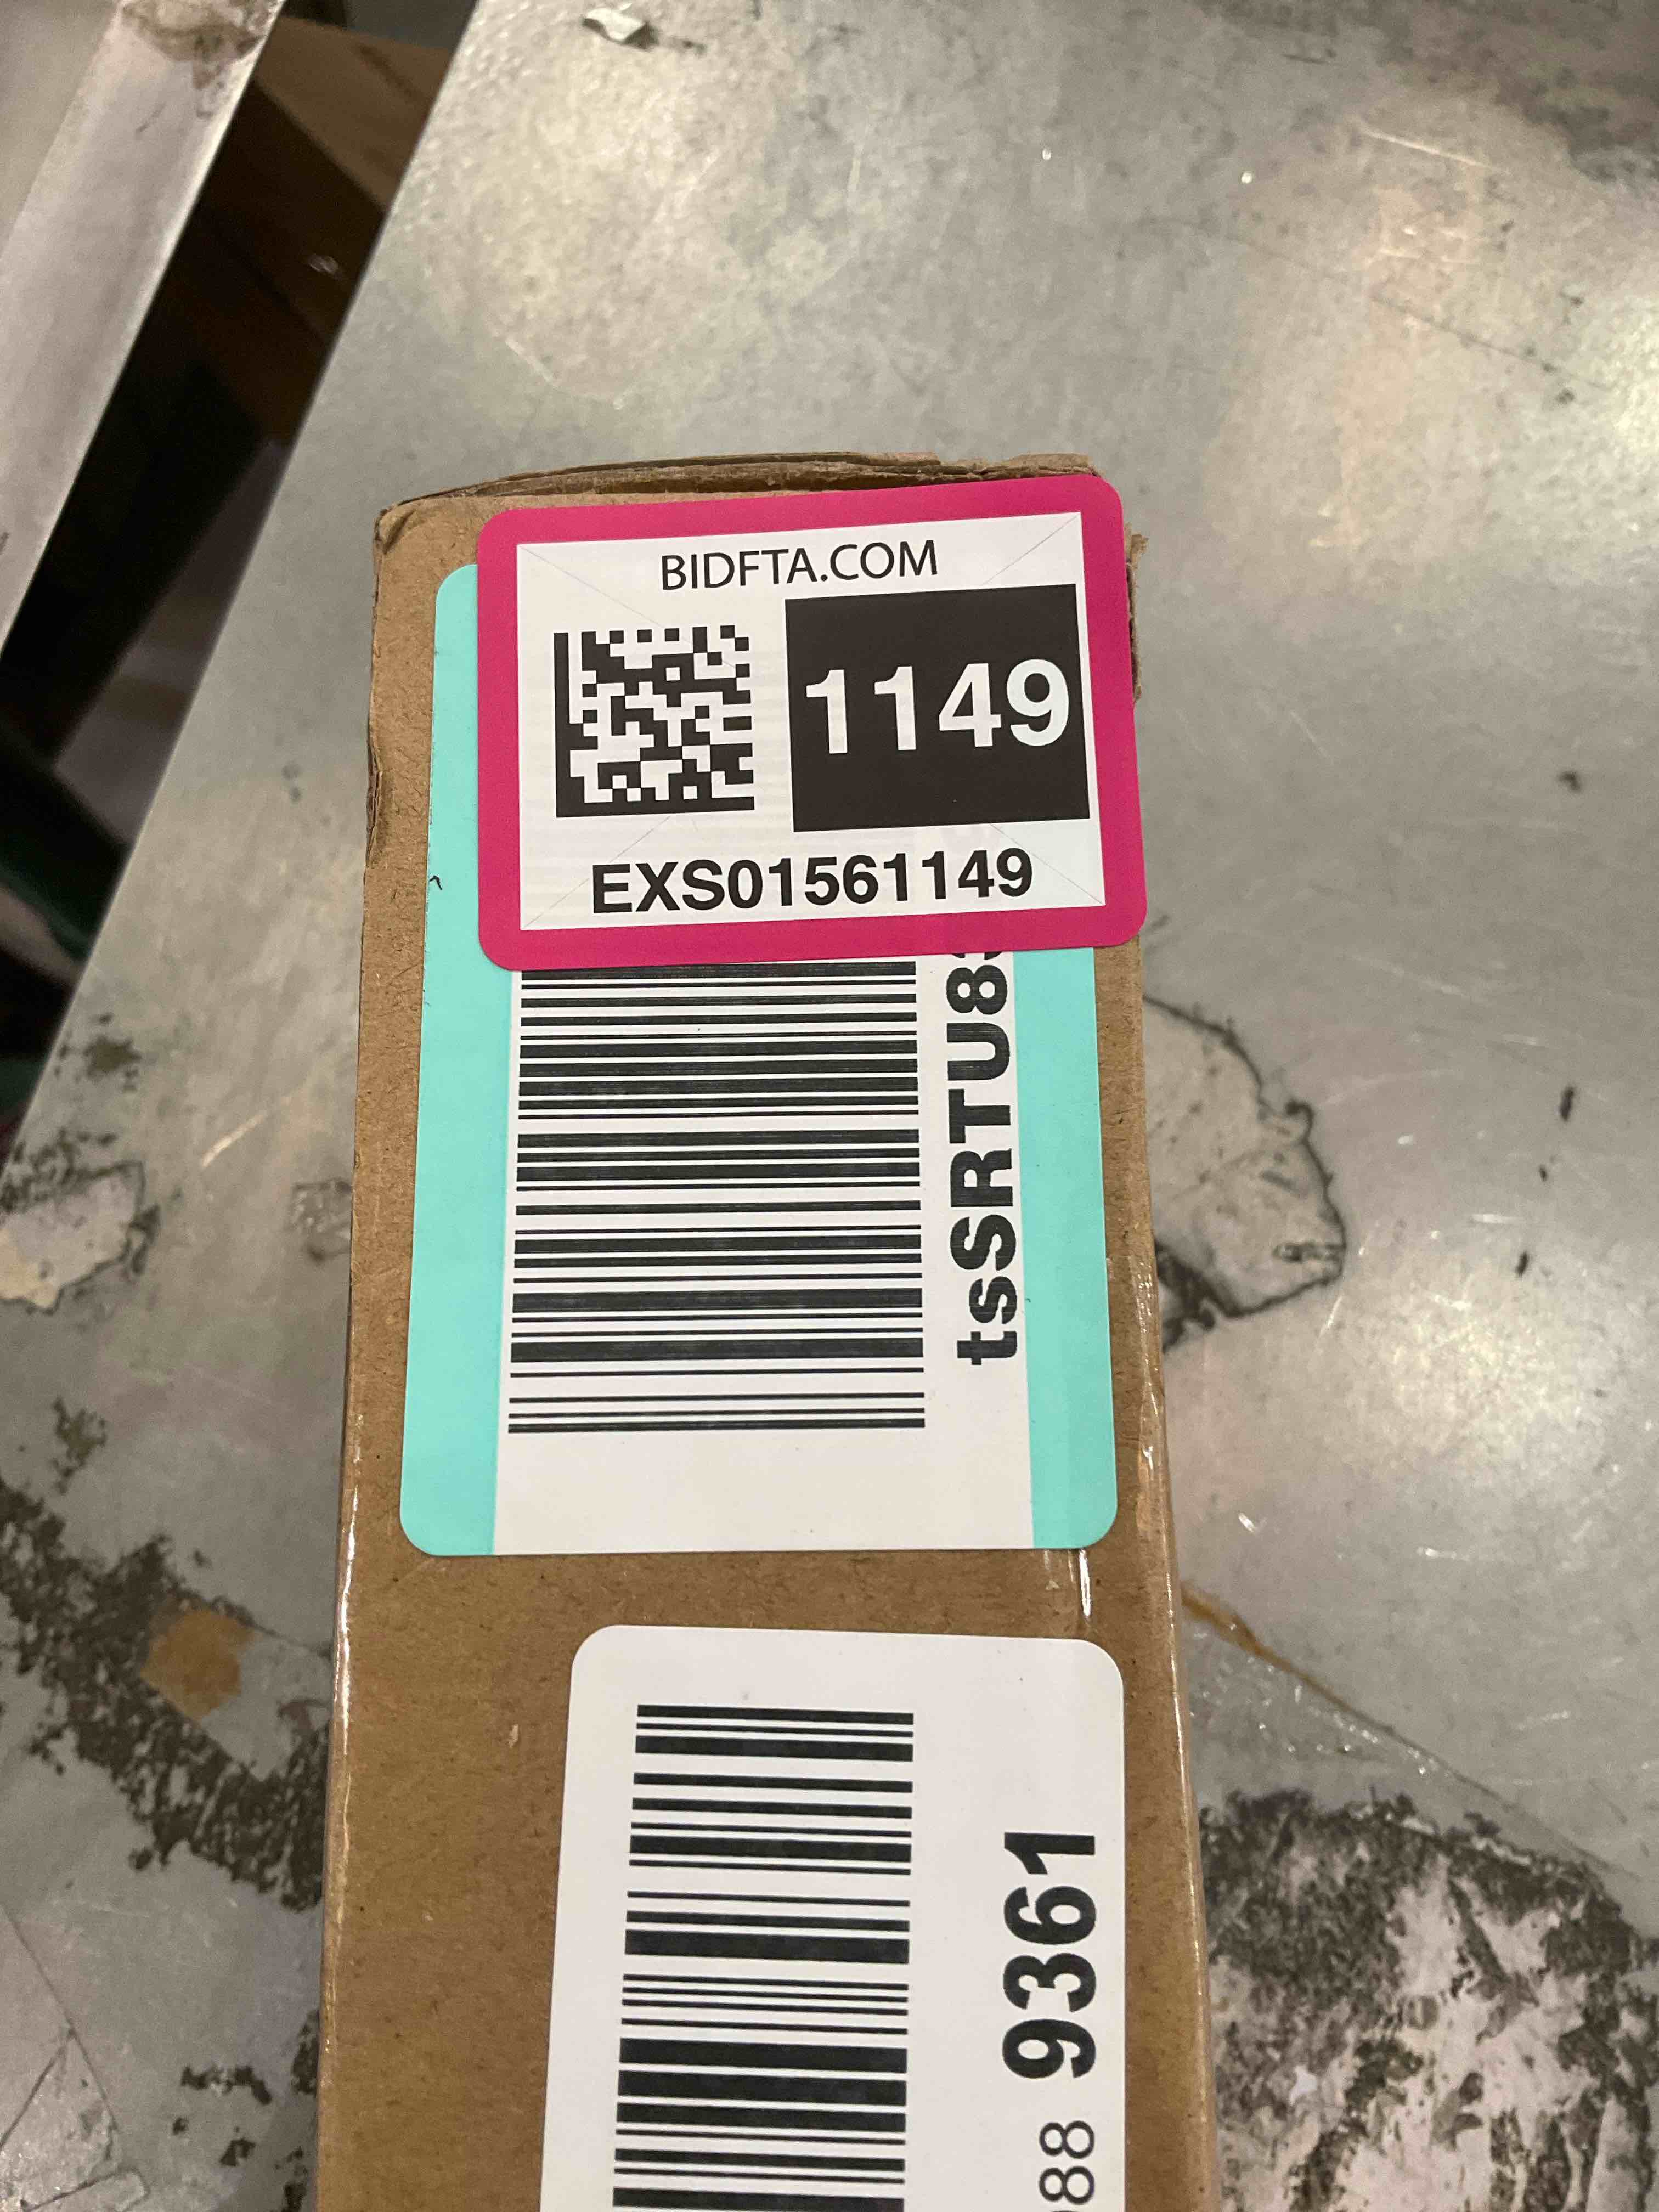 BIDFTA.COM
1149
EXS01561149
tsSRTU8
88 9361